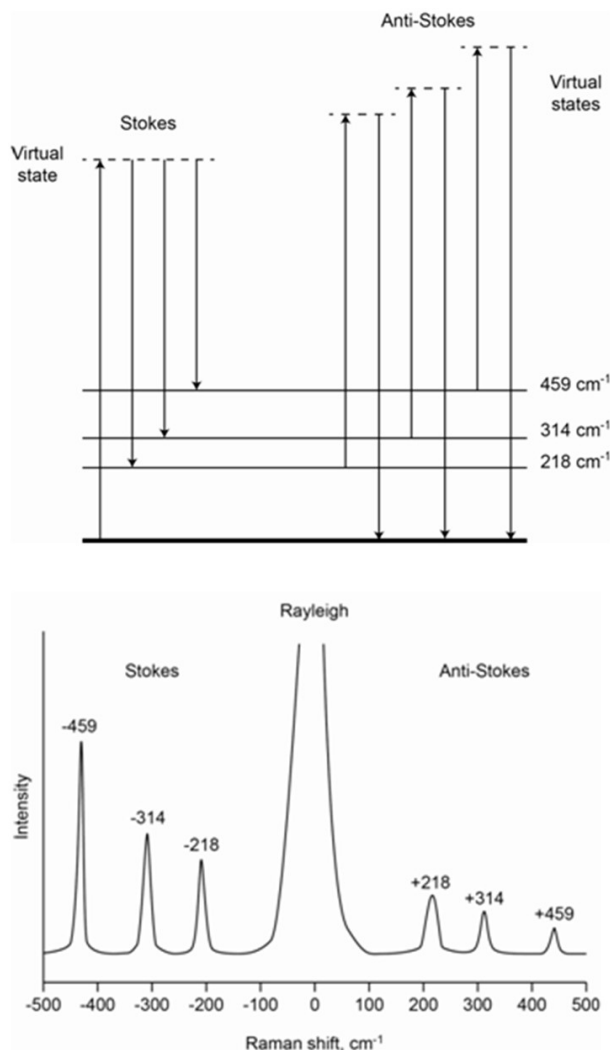 Anti-Stokes
Stokes
Virtual
state
Virtual
states
459 cm-1
314 cm-1
218 cm-1
Rayleigh
Stokes
Anti-Stokes
-459
-314
-218
+218
+314
+459
Intensity
-500 -400 -300 -200 -100 0 100 200 300 400 500
Raman shift, cm-1